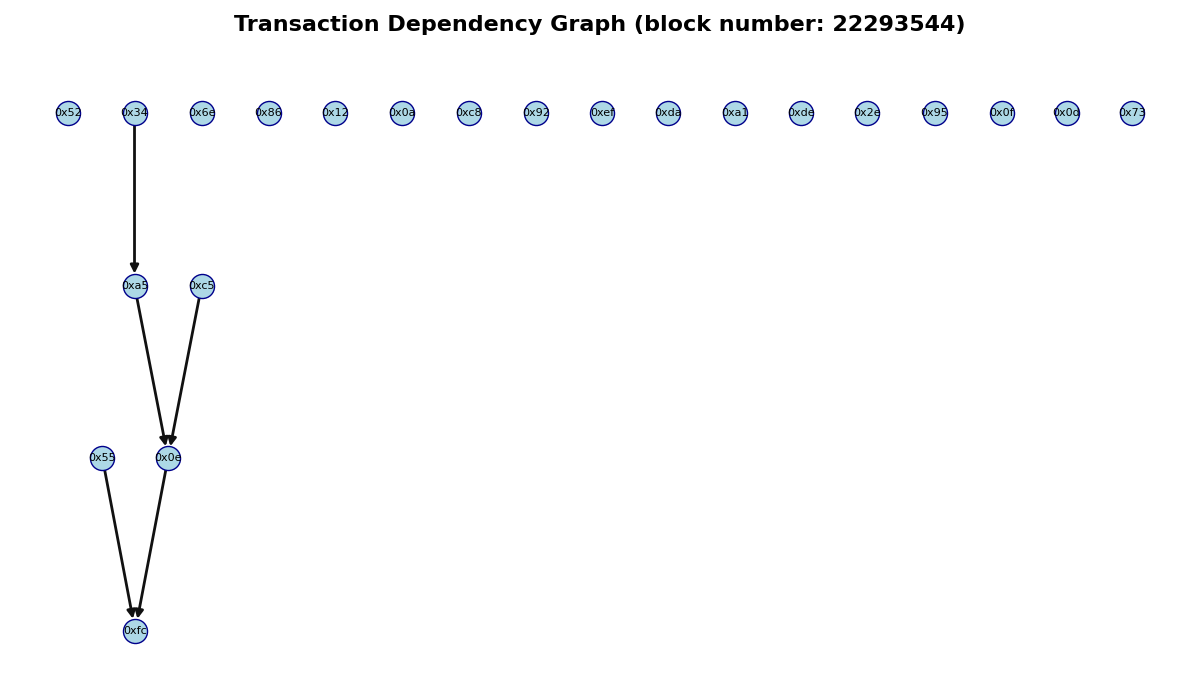 Transaction Dependency Graph (block number: 22293544)
0x52 0x34 0x6e 0x86 0x12 0x0a 0xc8 0x92 0xef 0xda 0xa1 0xde 0x2e 0x95 0x0f 0x0d 0x73
0xa5 0xc5
0x55 0x0e
0xfc